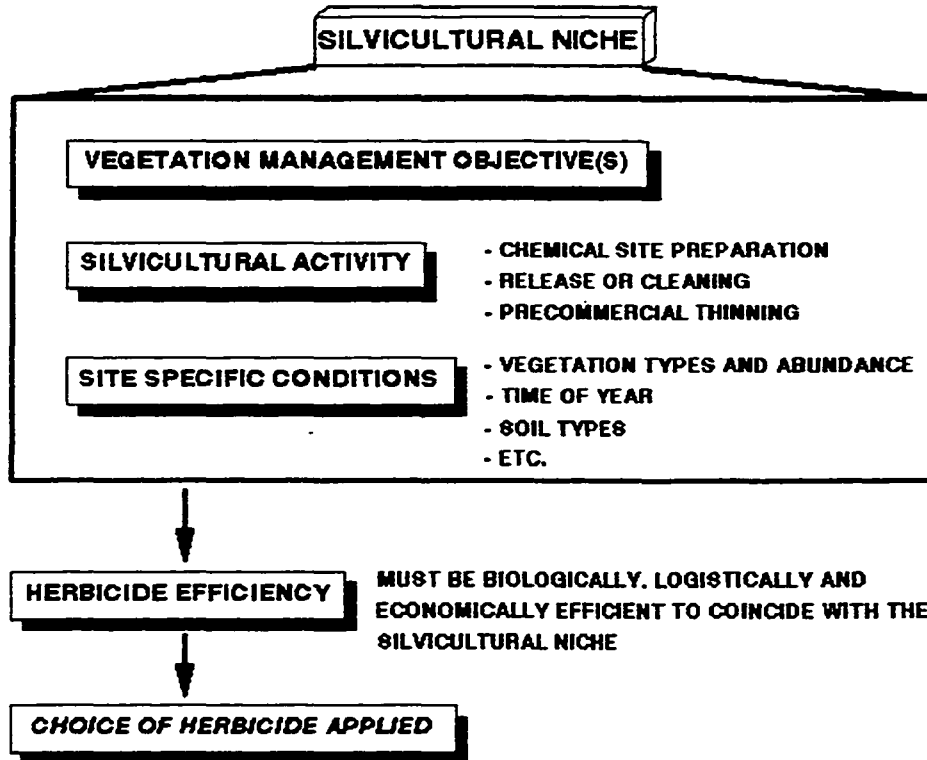 SILVICULTURAL NICHE
VEGETATION MANAGEMENT OBJECTIVE(S)
SILVICULTURAL ACTIVITY
- CHEMICAL SITE PREPARATION
- RELEASE OR CLEANING
- PRECOMMERCIAL THINNING
SITE SPECIFIC CONDITIONS
- VEGETATION TYPES AND ABUNDANCE
- TIME OF YEAR
- SOIL TYPES
- ETC.
HERBICIDE EFFICIENCY
MUST BE BIOLOGICALLY, LOGISTICALLY AND
ECONOMICALLY EFFICIENT TO COINCIDE WITH THE
SILVICULTURAL NICHE
CHOICE OF HERBICIDE APPLIED